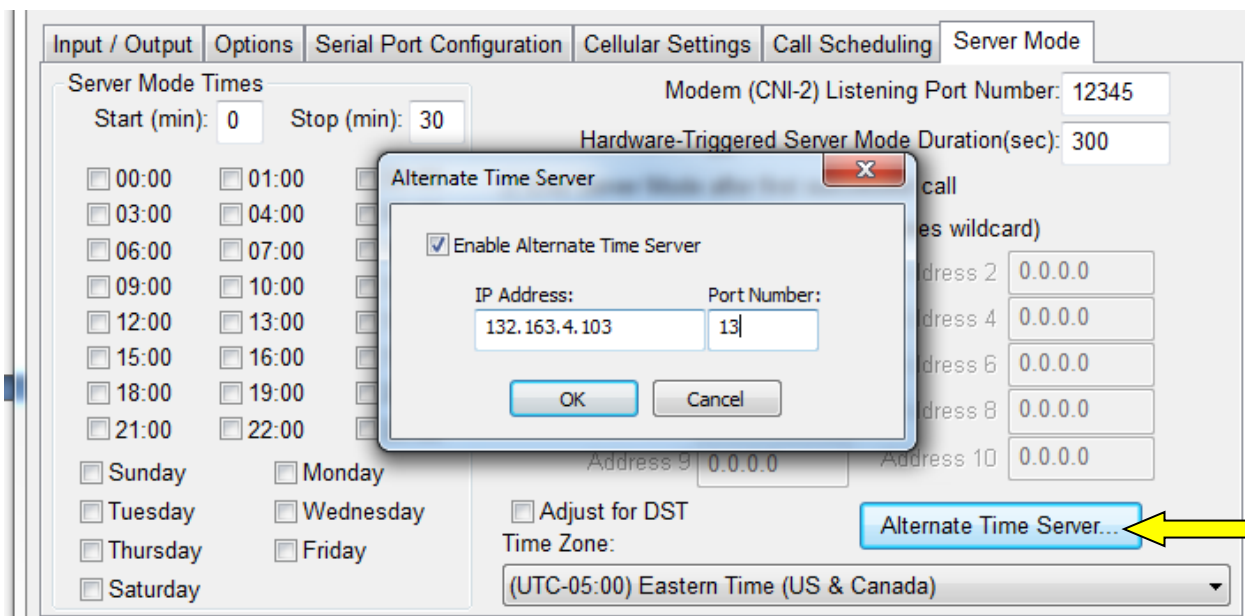 Input / Output Options Serial Port Configuration Cellular Settings Call Scheduling Server Mode
Server Mode Times
Start (min): 0 Stop (min): 30
Modem (CNI-2) Listening Port Number: 12345
Hardware-Triggered Server Mode Duration(sec): 300
00:00 01:00
03:00 04:00
06:00 07:00
09:00 10:00
12:00 13:00
15:00 16:00
18:00 19:00
21:00 22:00
Sunday Monday
Tuesday Wednesday
Thursday Friday
Saturday
Alternate Time Server
Enable Alternate Time Server
IP Address: Port Number:
132.163.4.103 13
OK Cancel
call
wildcard)
2 0.0.0.0
4 0.0.0.0
6 0.0.0.0
8 0.0.0.0
Address 9 0.0.0.0 Address 10 0.0.0.0
Adjust for DST
Alternate Time Server...
Time Zone:
(UTC-05:00) Eastern Time (US & Canada)